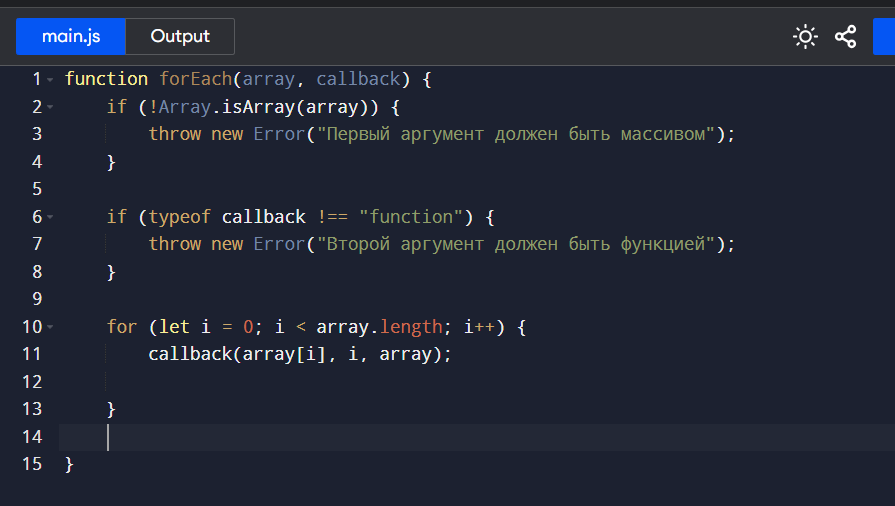 main.js Output
1 function forEach(array, callback) {
2 if (!Array.isArray(array)) {
3 throw new Error("Первый аргумент должен быть массивом");
4 }
5
6 if (typeof callback !== "function") {
7 throw new Error("Второй аргумент должен быть функцией");
8 }
9
10 for (let i = 0; i < array.length; i++) {
11 callback(array[i], i, array);
12
13 }
14
15 }